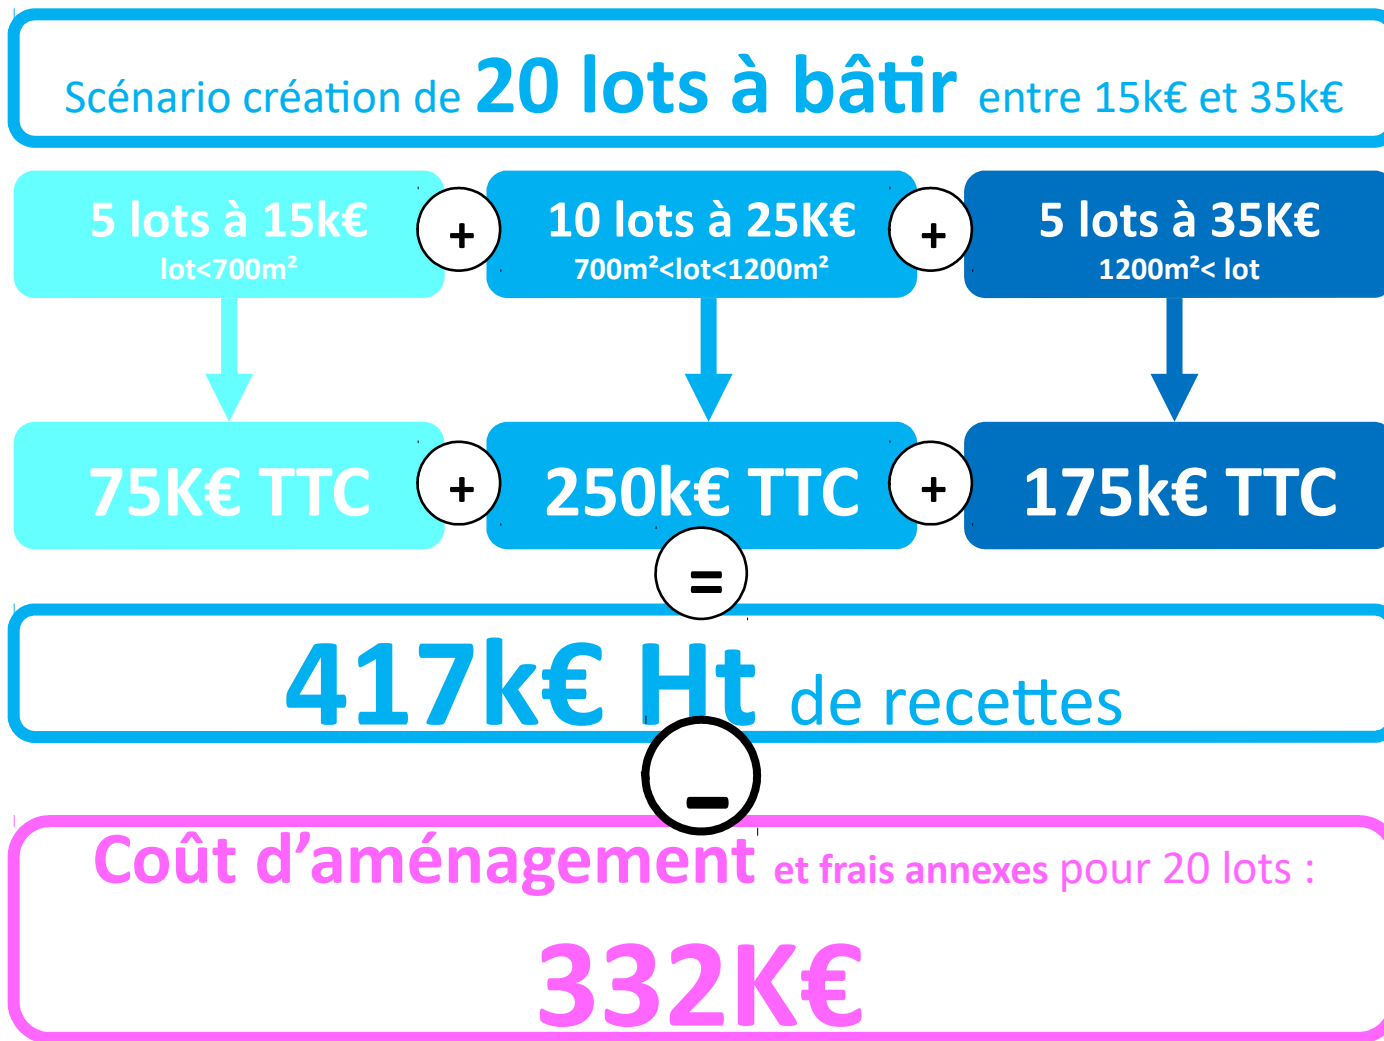 Scénario création de 20 lots à bâtir entre 15k€ et 35k€
5 lots à 15k€
lot<700m²
+
10 lots à 25K€
700m²<lot<1200m²
+
5 lots à 35K€
1200m²< lot
75K€ TTC
+
250k€ TTC
+
175k€ TTC
=
417k€ Ht de recettes
–
Coût d’aménagement et frais annexes pour 20 lots :
332K€